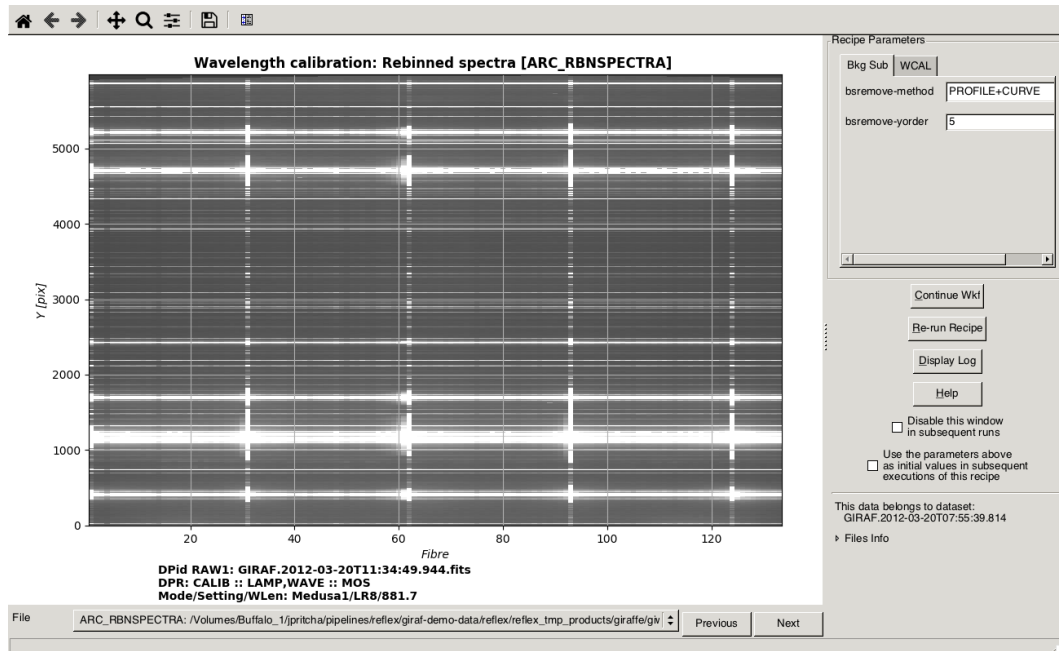 Wavelength calibration: Rebinned spectra [ARC_RBNSPECTRA]
5000
4000
3000
2000
1000
0
Y [pix]
20 40 60 80 100 120
Fibre
DPid RAW1: GIRAF.2012-03-20T11:34:49.944.fits
DPR: CALIB :: LAMP,WAVE :: MOS
Mode/Setting/WLen: Medusa1/LR8/881.7
Recipe Parameters
Bkg Sub WCAL
bsremove-method PROFILE+CURVE
bsremove-yorder 5
Continue Wkf
Re-run Recipe
Display Log
Help
Disable this window
in subsequent runs
Use the parameters above
as initial values in subsequent
executions of this recipe
This data belongs to dataset:
GIRAF.2012-03-20T07:55:39.814
Files Info
File ARC_RBNSPECTRA: /Volumes/Buffalo_1/jpritcha/pipelines/reflex/giraf-demo-data/reflex/reflex_tmp_products/giraffe/giv Previous Next